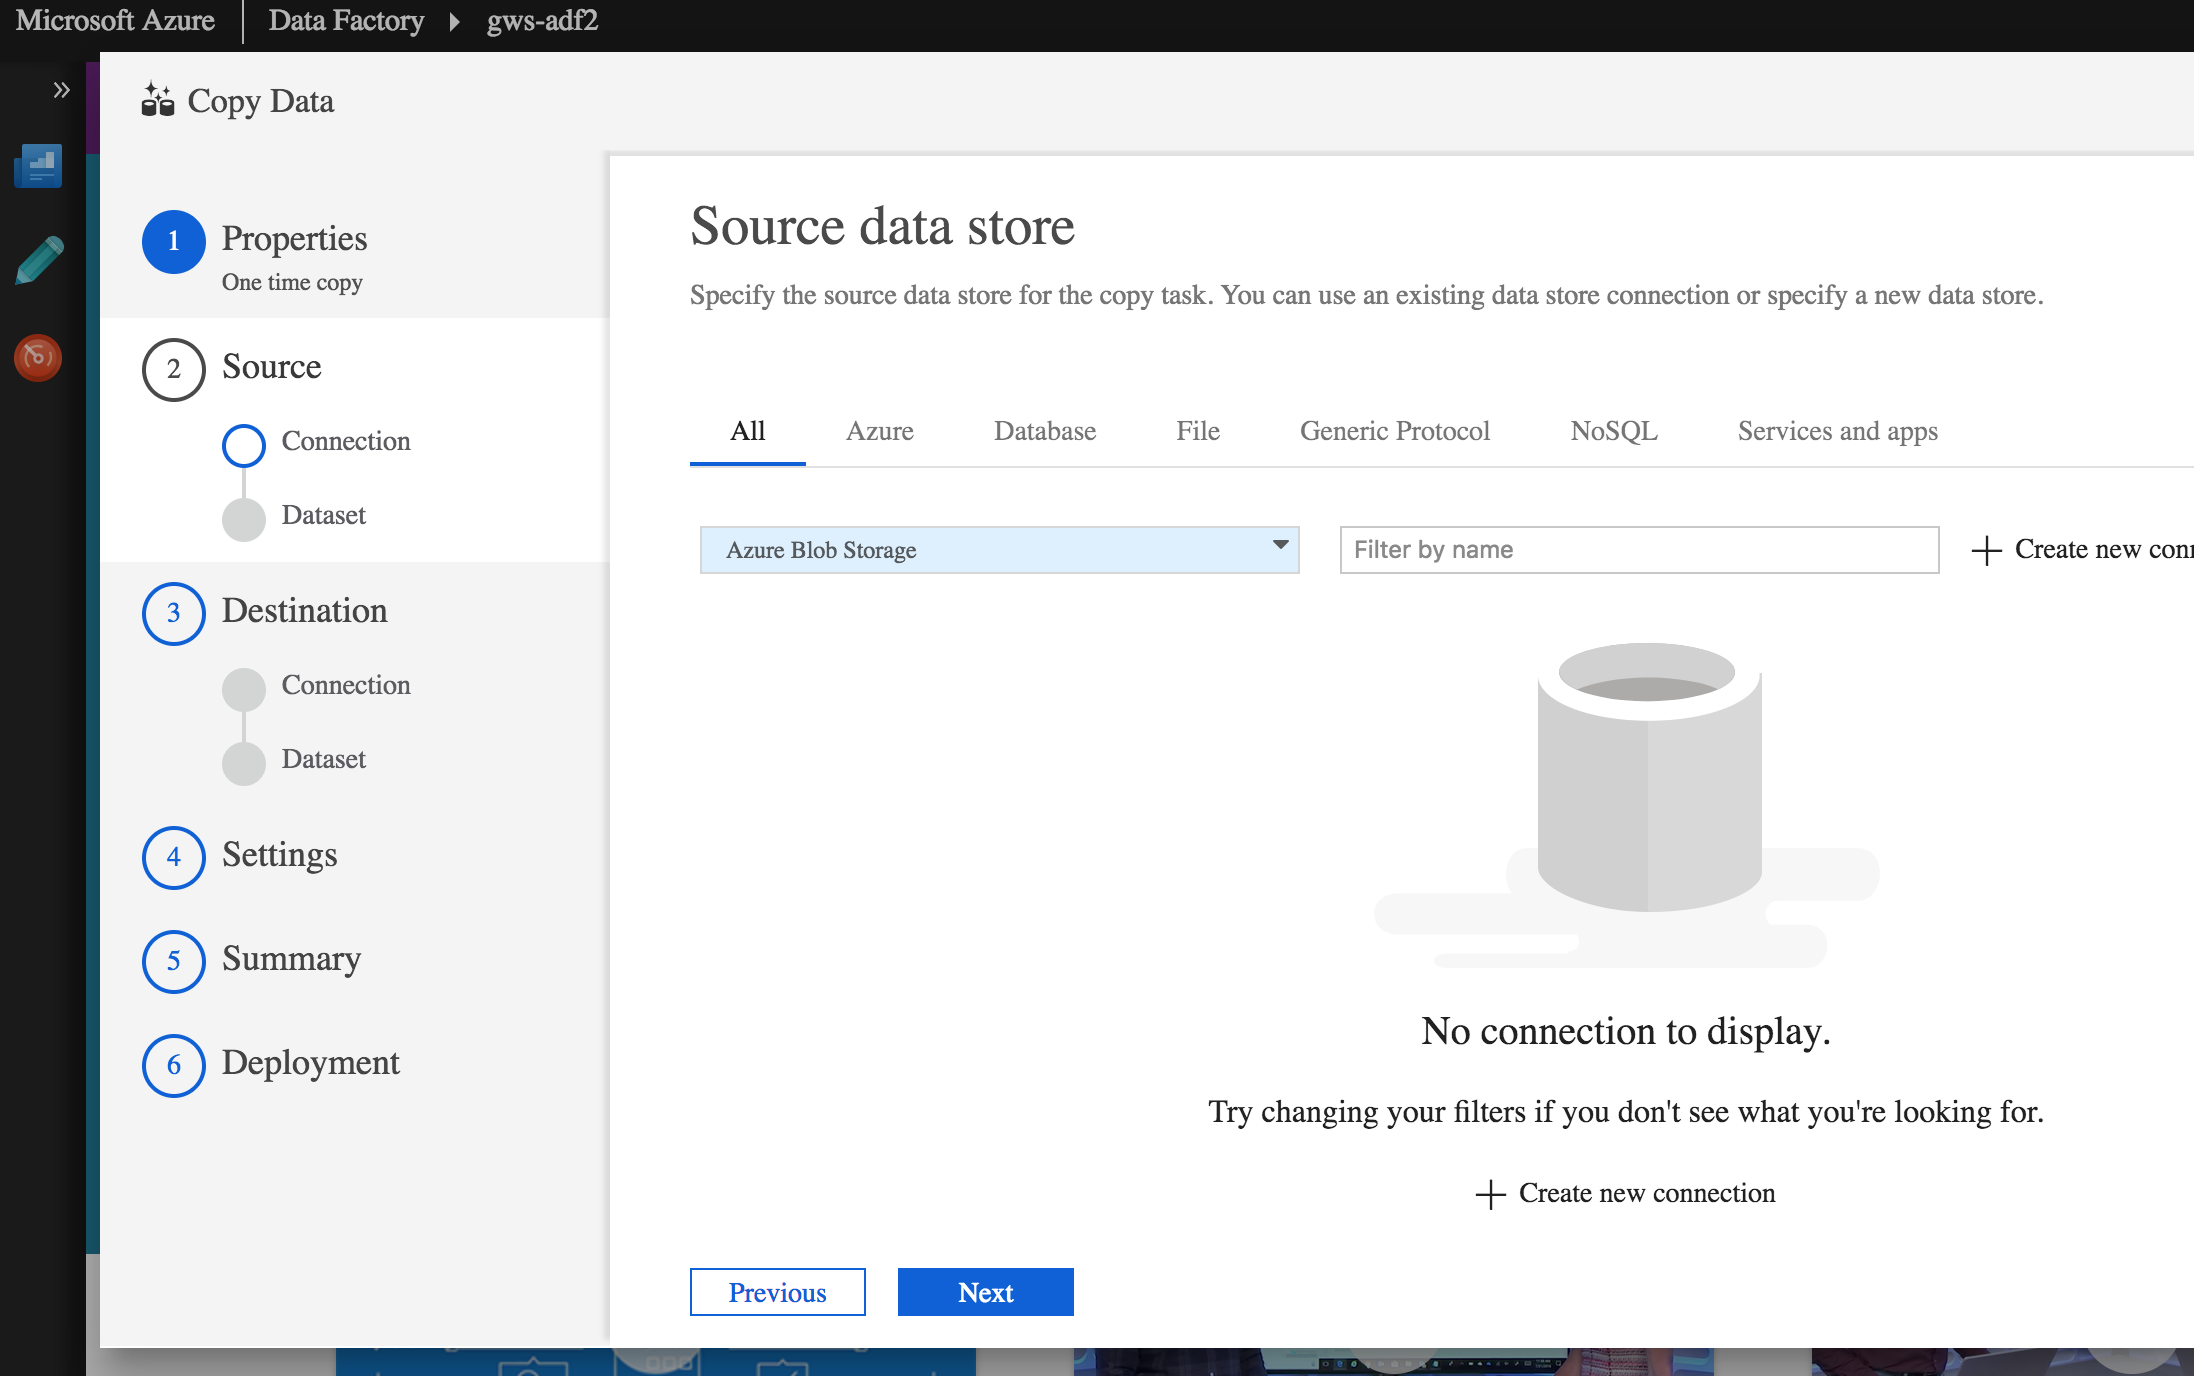 Microsoft Azure
Data Factory
gws-adf2
Copy Data
1
Properties
One time copy
2
Source
Connection
Dataset
3
Destination
Connection
Dataset
4
Settings
5
Summary
6
Deployment
Source data store
Specify the source data store for the copy task. You can use an existing data store connection or specify a new data store.
All Azure Database File Generic Protocol NoSQL Services and apps
Azure Blob Storage
Filter by name
Create new con
No connection to display.
Try changing your filters if you don't see what you're looking for.
Create new connection
Previous
Next